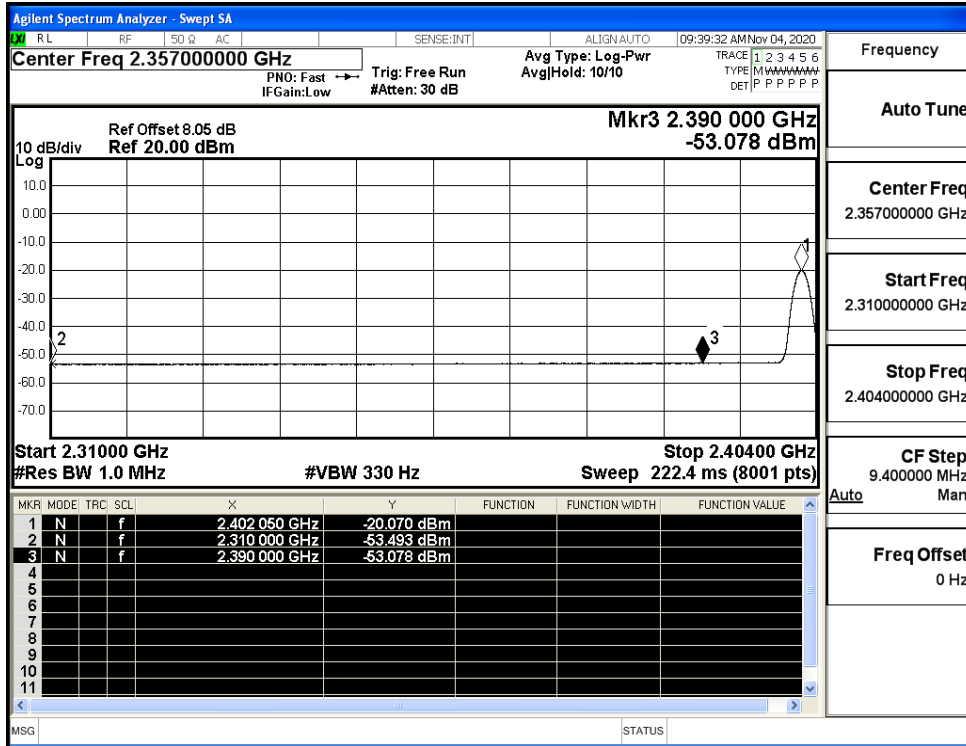 Agilent Spectrum Analyzer - Swept SA
LXI RL RF 50 Ω AC SENSE:INT ALIGNAUTO 09:39:32 AMNov 04, 2020
Center Freq 2.357000000 GHz
PNO: Fast
IFGain:Low
Trig: Free Run
#Atten: 30 dB
Avg Type: Log-Pwr
Avg|Hold: 10/10
TRACE 1 2 3 4 5 6
TYPE M WWWWW
DET P P P P P P
Ref Offset 8.05 dB
10 dB/div Ref 20.00 dBm
Log
Mkr3 2.390 000 GHz
-53.078 dBm
10.0
0.00
-10.0
-20.0
-30.0
-40.0
-50.0
-60.0
-70.0
1
2
3
Start 2.31000 GHz Stop 2.40400 GHz
#Res BW 1.0 MHz #VBW 330 Hz Sweep 222.4 ms (8001 pts)
MKR MODE TRC SCL X Y FUNCTION FUNCTION WIDTH FUNCTION VALUE
1 N f 2.402 050 GHz -20.070 dBm
2 N f 2.310 000 GHz -53.493 dBm
3 N f 2.390 000 GHz -53.078 dBm
4
5
6
7
8
9
10
11
MSG STATUS
Frequency
Auto Tune
Center Freq
2.357000000 GHz
Start Freq
2.310000000 GHz
Stop Freq
2.404000000 GHz
CF Step
9.400000 MHz
Auto Man
Freq Offset
0 Hz